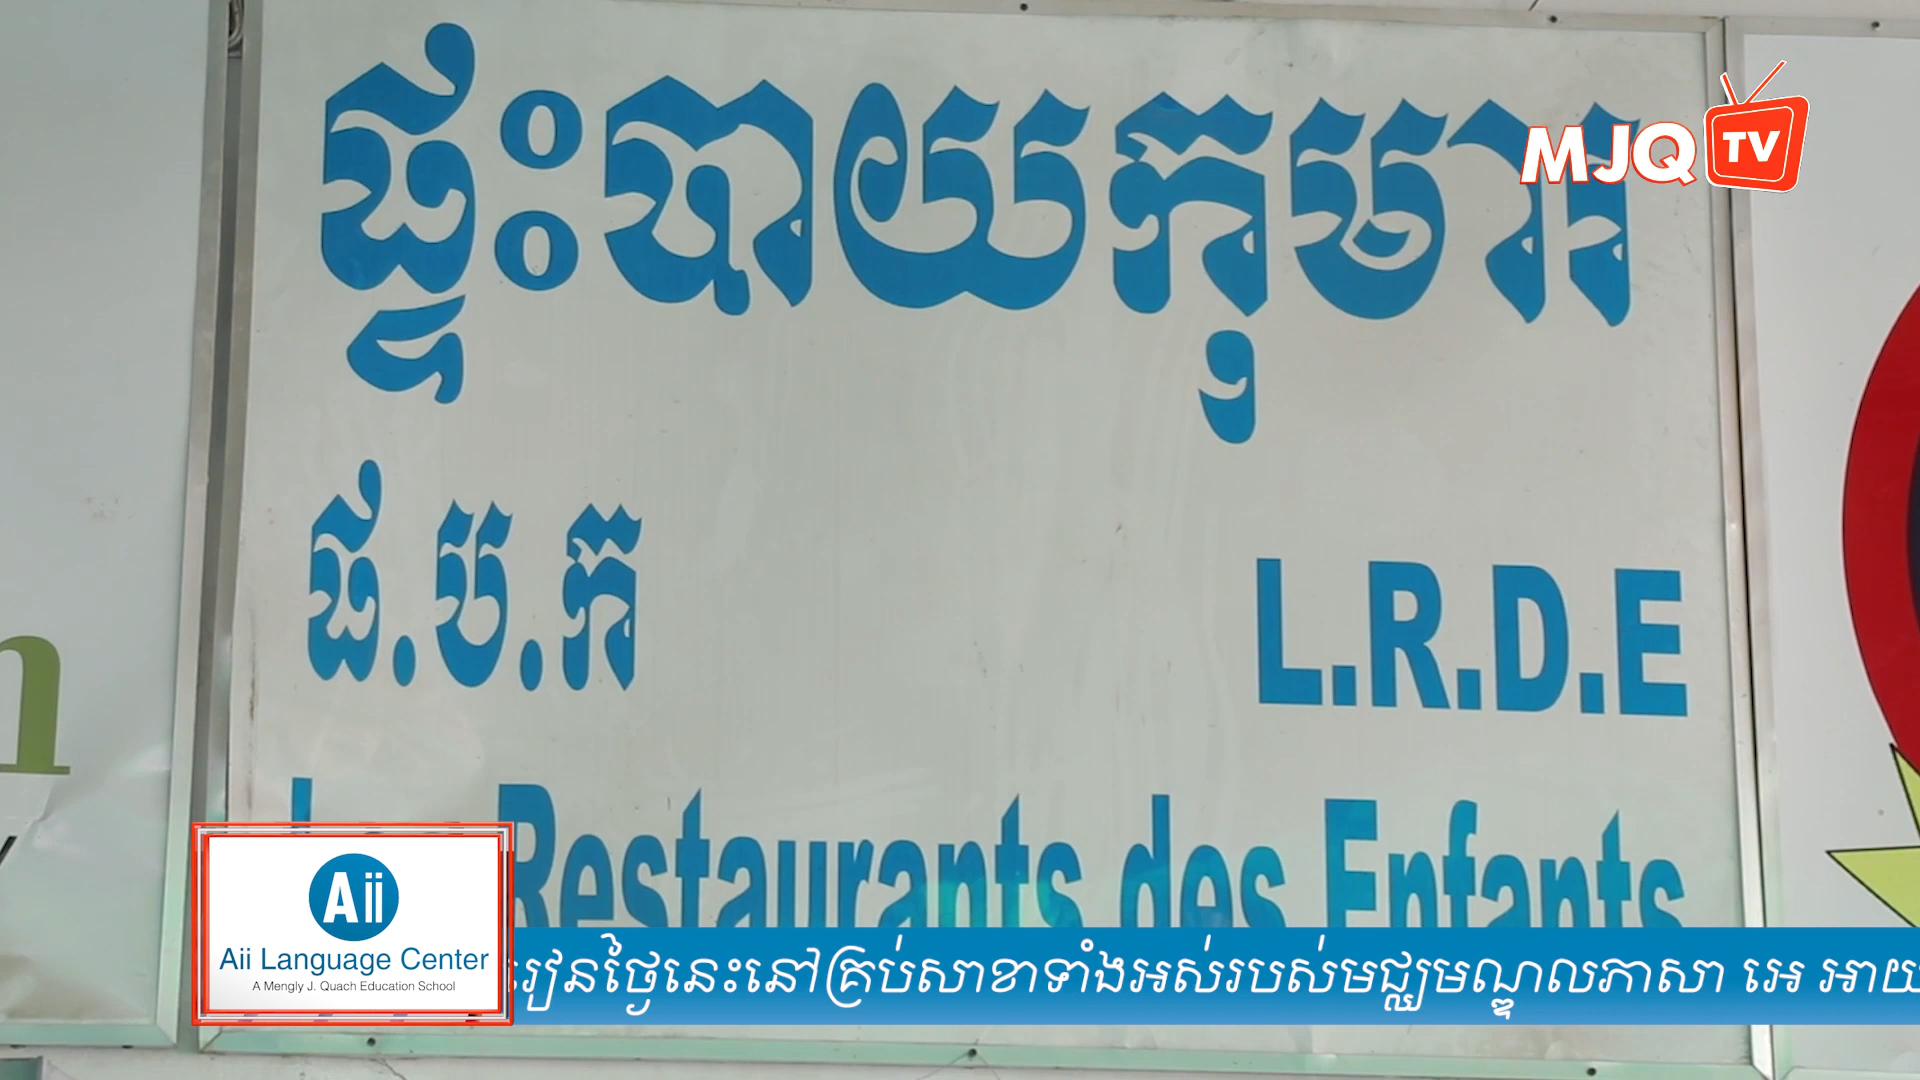 ផ្ទះបាយកុមារ
MJQ TV
ផ.ប.ក
L.R.D.E
Restaurants des Enfants
Aii
Aii Language Center
A Mengly J. Quach Education School
រៀនថ្ងៃនេះនៅគ្រប់សាខាទាំងអស់របស់មជ្ឈមណ្ឌលភាសា អេ អាយ